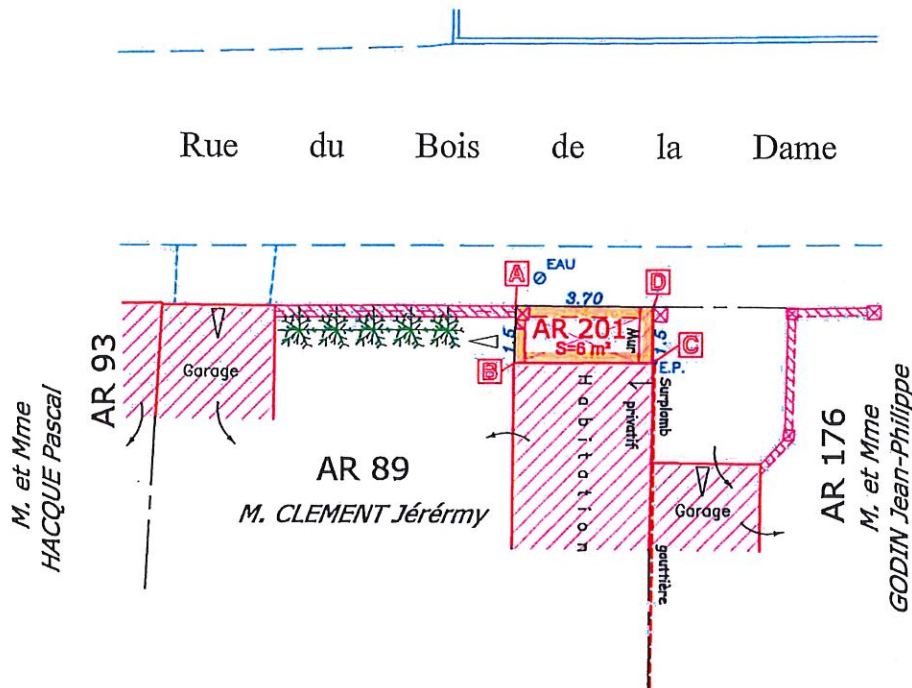 Rue du Bois de la Dame
A
EAU
3.70
D
AR 201
S=6 m²
Mur
1.5
1.5
B
C
E.P.
Garage
AR 93
M. et Mme
HACQUE Pascal
AR 89
M. CLEMENT Jérérmy
Habitation
Surplomb
privatif
gouttière
Garage
AR 176
M. et Mme
GODIN Jean-Philippe